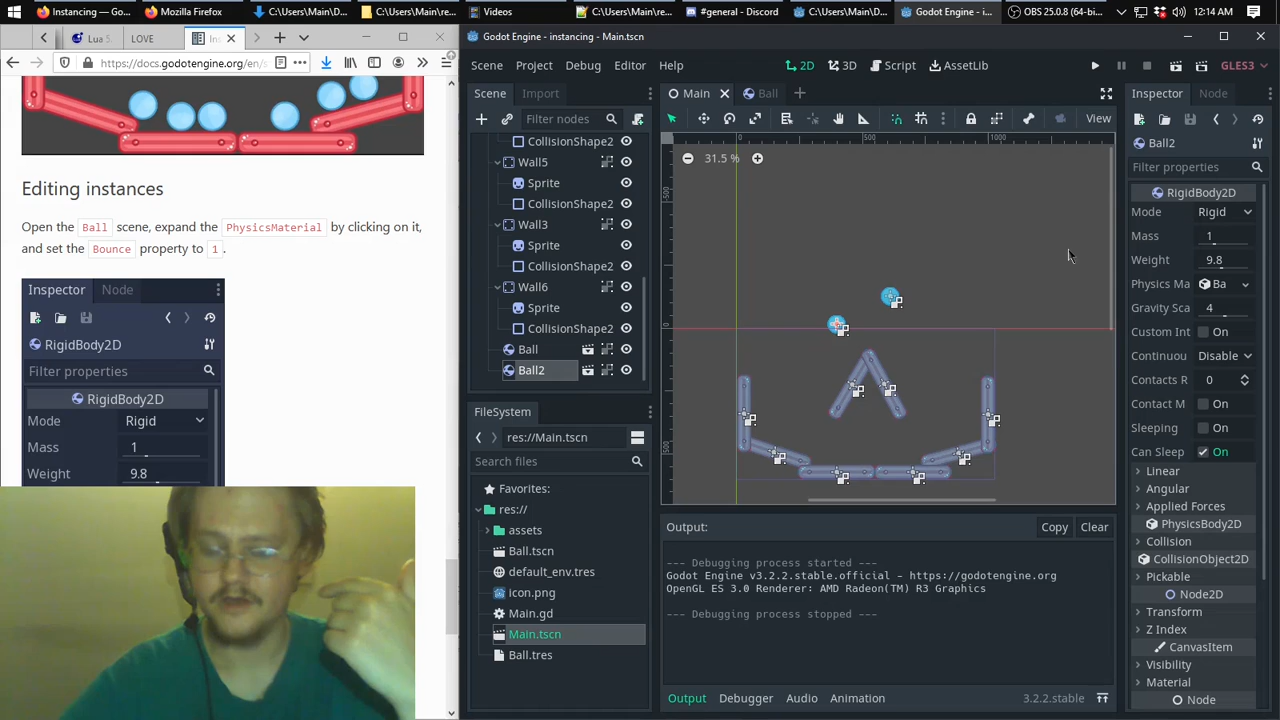 Instancing — Go...
Mozilla Firefox
C:\Users\Main\D...
C:\Users\Main\re...
Videos
C:\Users\Main\re...
#general - Discord
C:\Users\Main\D...
Godot Engine - i...
OBS 25.0.8 (64-bi...
12:14 AM
Lua 5.
LOVE
Ins
https://docs.godotengine.org/en/s
Editing instances
Open the Ball scene, expand the PhysicsMaterial by clicking on it,
and set the Bounce property to 1.
Inspector
Node
RigidBody2D
Filter properties
RigidBody2D
Mode Rigid
Mass 1
Weight 9.8
Godot Engine - instancing - Main.tscn
Scene Project Debug Editor Help
2D 3D Script AssetLib
GLES3
Scene Import
Filter nodes
CollisionShape2
Wall5
Sprite
CollisionShape2
Wall3
Sprite
CollisionShape2
Wall6
Sprite
CollisionShape2
Ball
Ball2
FileSystem
res://Main.tscn
Search files
Favorites:
res://
assets
Ball.tscn
default_env.tres
icon.png
Main.gd
Main.tscn
Ball.tres
Main
Ball
View
0 500 1000
31.5 %
500
0
500
Output:
Copy
Clear
--- Debugging process started ---
Godot Engine v3.2.2.stable.official - https://godotengine.org
OpenGL ES 3.0 Renderer: AMD Radeon(TM) R3 Graphics
--- Debugging process stopped ---
Output Debugger Audio Animation
3.2.2.stable
Inspector Node
Ball2
Filter properties
RigidBody2D
Mode Rigid
Mass 1
Weight 9.8
Physics Ma Ba
Gravity Sca 4
Custom Int On
Continuou Disable
Contacts R 0
Contact M On
Sleeping On
Can Sleep On
Linear
Angular
Applied Forces
PhysicsBody2D
Collision
CollisionObject2D
Pickable
Node2D
Transform
Z Index
CanvasItem
Visibility
Material
Node